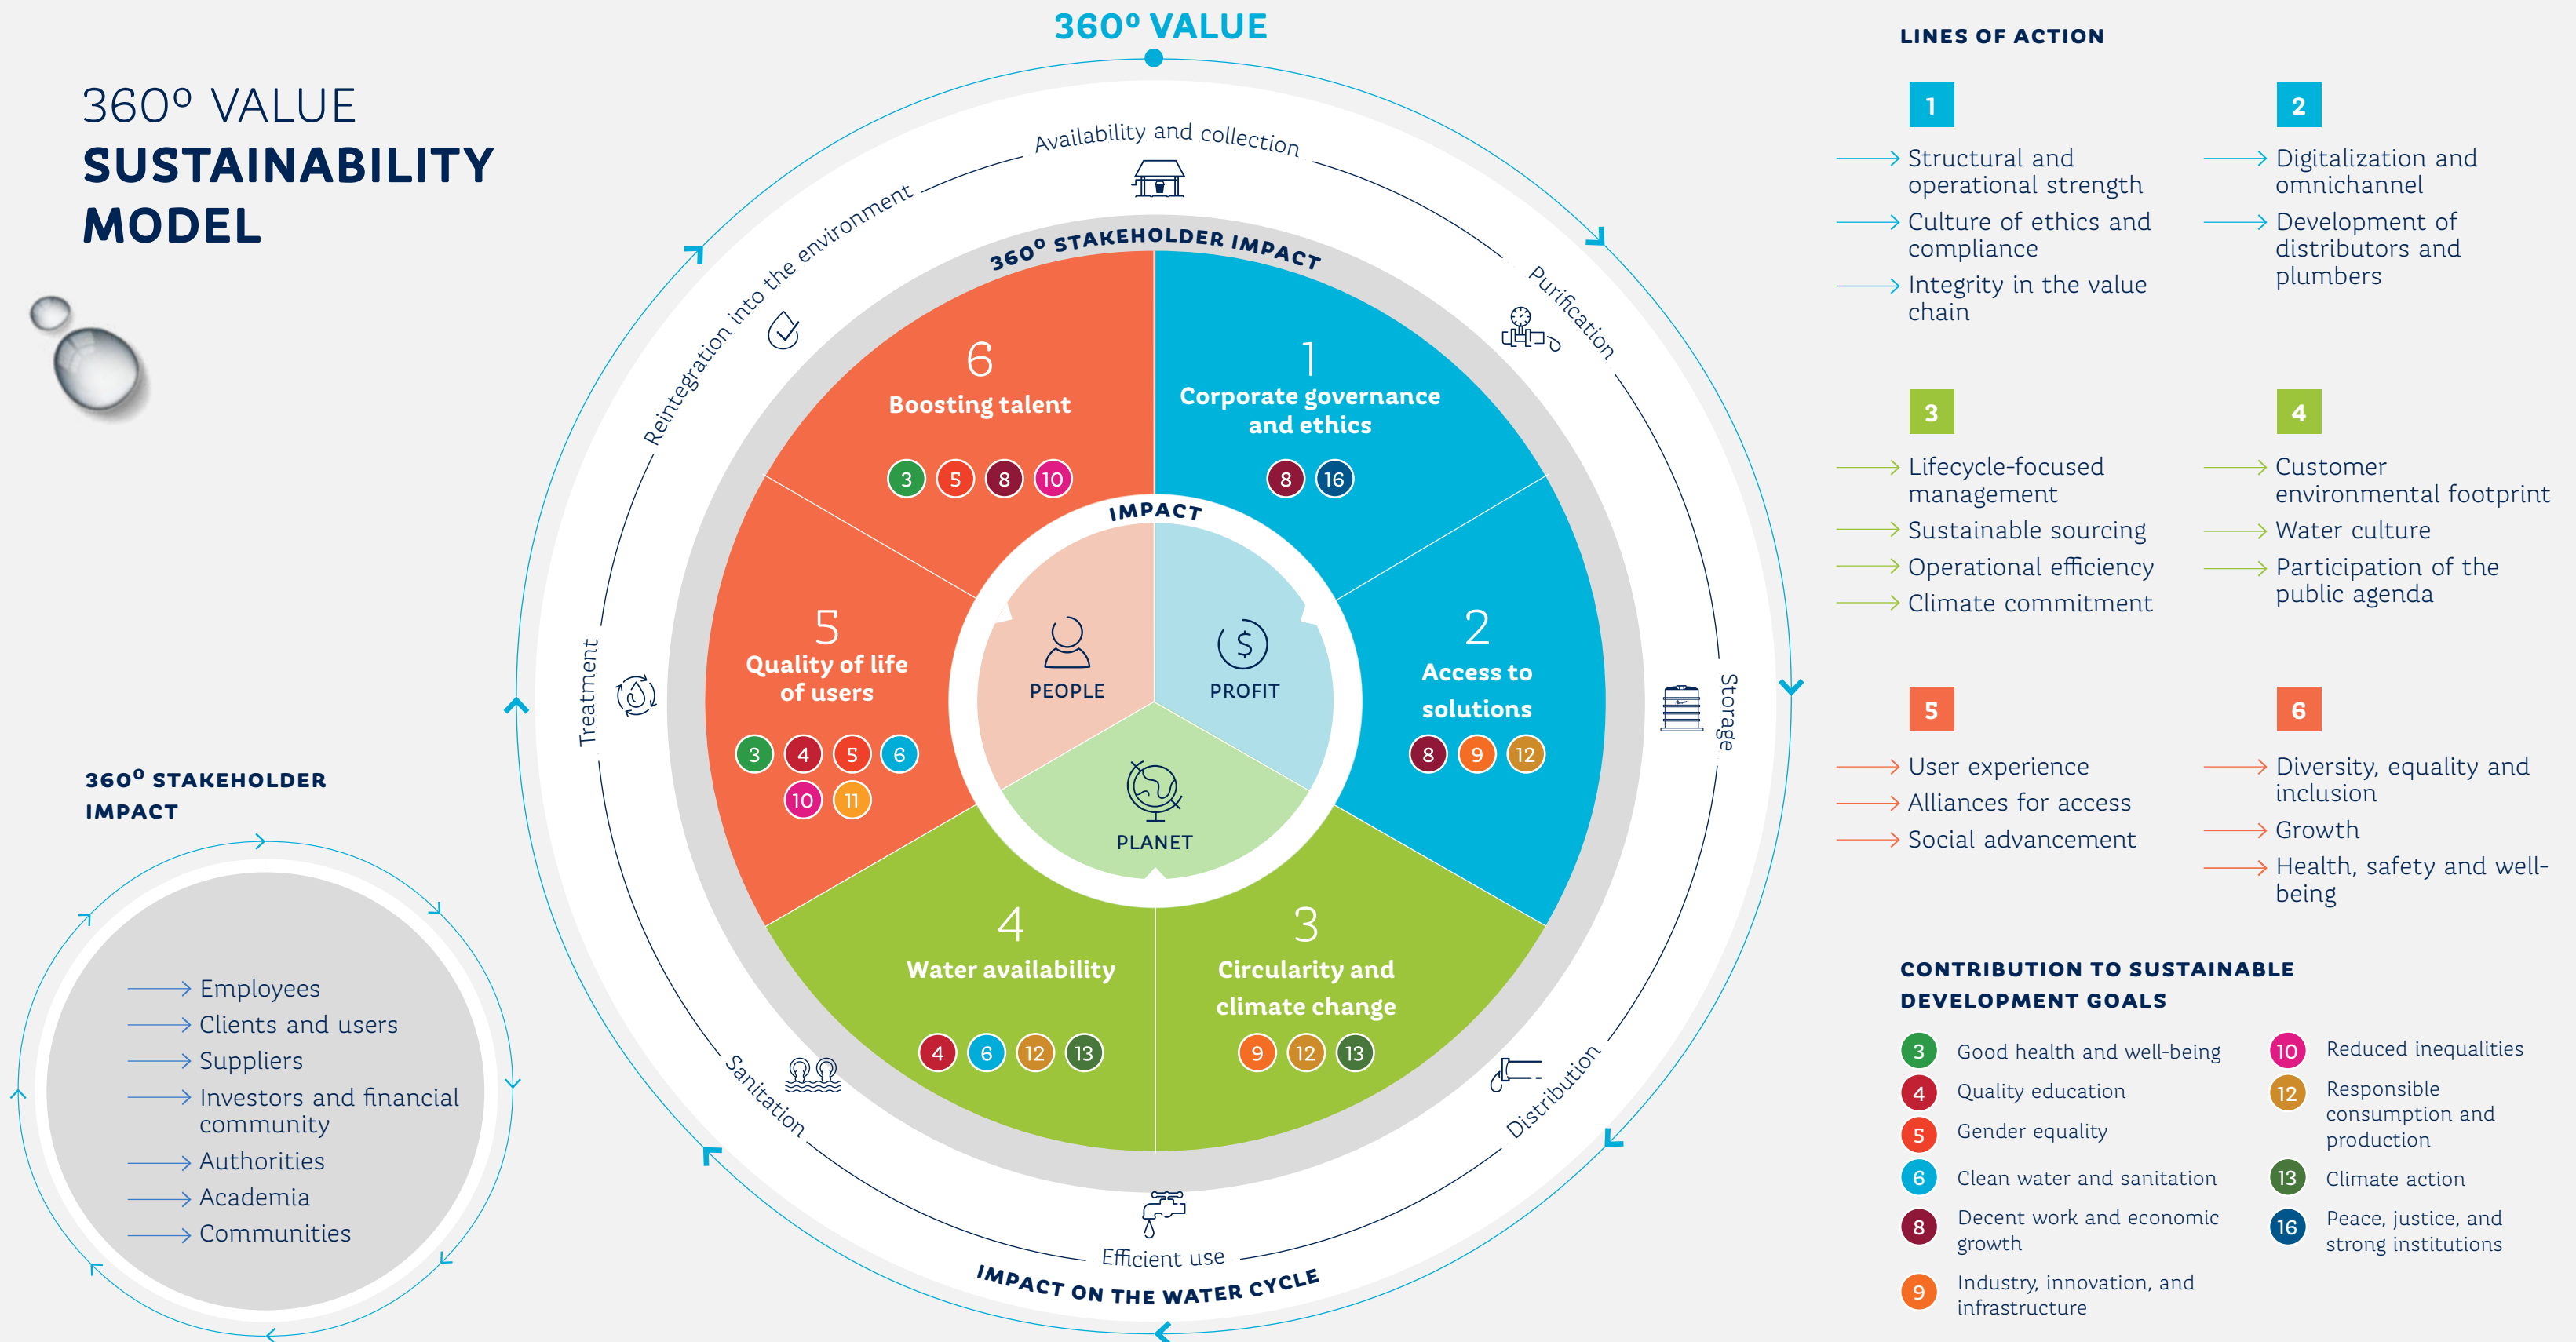 360º VALUE
SUSTAINABILITY
MODEL
360º VALUE
Availability and collection
Purification
Storage
Distribution
Efficient use
Sanitation
Treatment
Reintegration into the environment
IMPACT ON THE WATER CYCLE
360º STAKEHOLDER IMPACT
1
Corporate governance
and ethics
8 16
2
Access to
solutions
8 9 12
3
Circularity and
climate change
9 12 13
4
Water availability
4 6 12 13
5
Quality of life
of users
3 4 5 6
10 11
6
Boosting talent
3 5 8 10
IMPACT
PEOPLE
PROFIT
PLANET
360º STAKEHOLDER
IMPACT
Employees
Clients and users
Suppliers
Investors and financial
community
Authorities
Academia
Communities
LINES OF ACTION
1
Structural and
operational strength
Culture of ethics and
compliance
Integrity in the value
chain
2
Digitalization and
omnichannel
Development of
distributors and
plumbers
3
Lifecycle-focused
management
Sustainable sourcing
Operational efficiency
Climate commitment
4
Customer
environmental footprint
Water culture
Participation of the
public agenda
5
User experience
Alliances for access
Social advancement
6
Diversity, equality and
inclusion
Growth
Health, safety and well-
being
CONTRIBUTION TO SUSTAINABLE
DEVELOPMENT GOALS
3 Good health and well-being
4 Quality education
5 Gender equality
6 Clean water and sanitation
8 Decent work and economic
growth
9 Industry, innovation, and
infrastructure
10 Reduced inequalities
12 Responsible
consumption and
production
13 Climate action
16 Peace, justice, and
strong institutions